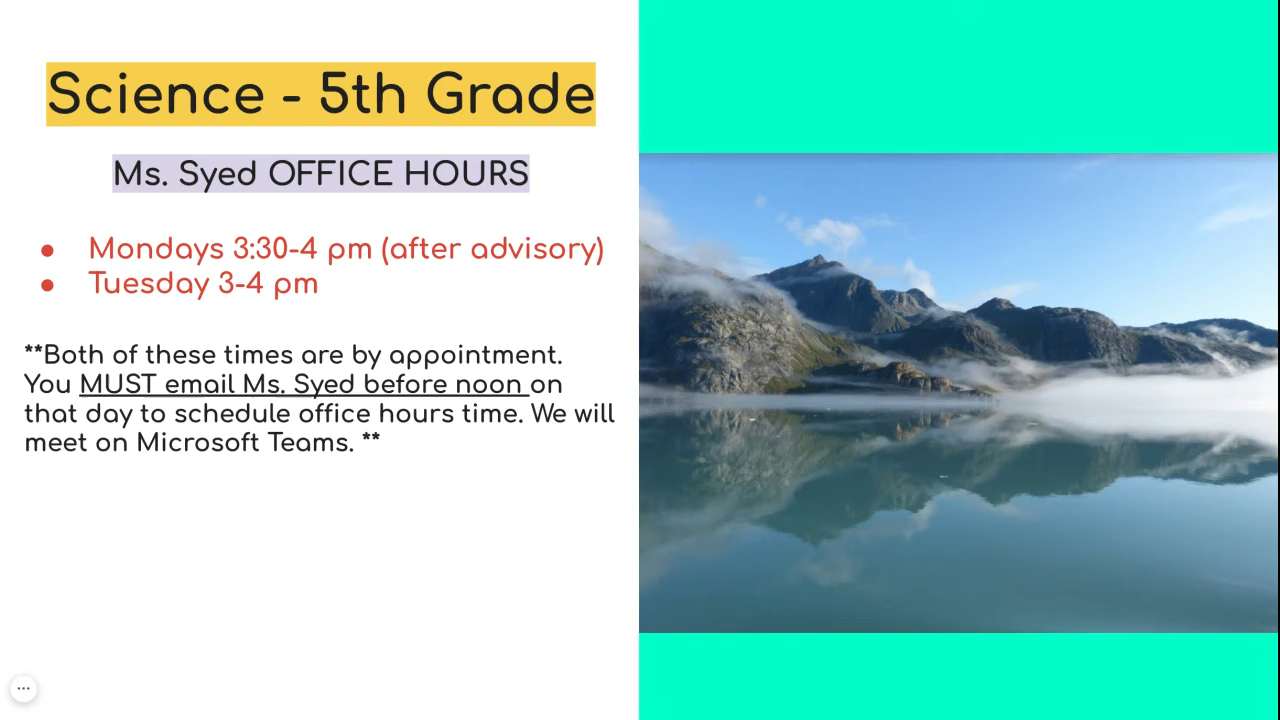 Science - 5th Grade
Ms. Syed OFFICE HOURS
● Mondays 3:30-4 pm (after advisory)
● Tuesday 3-4 pm
**Both of these times are by appointment.
You MUST email Ms. Syed before noon on
that day to schedule office hours time. We will
meet on Microsoft Teams. **